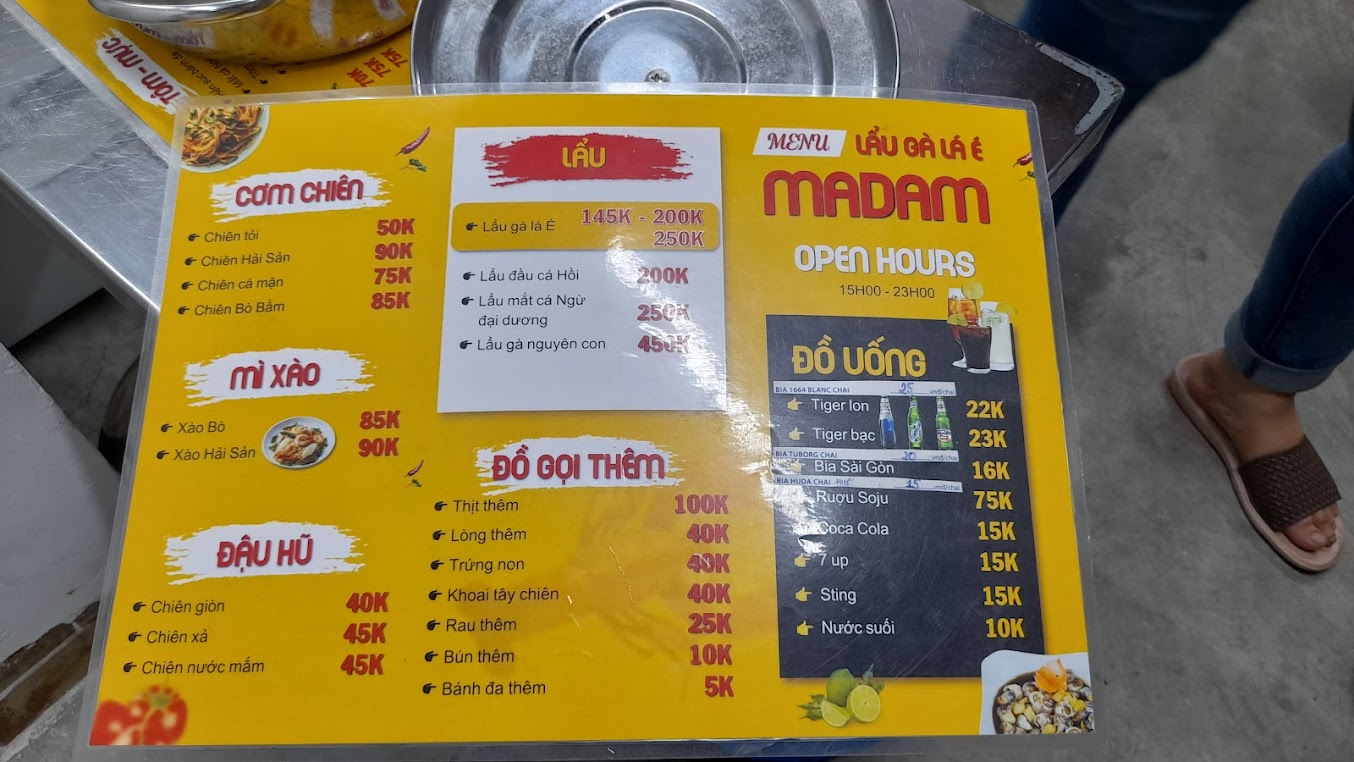 TÔM - MỰC
70K
75K
75K
CƠM CHIÊN
Chiên tỏi 50K
Chiên Hải Sản 90K
Chiên cá mặn 75K
Chiên Bò Bằm 85K
MÌ XÀO
Xào Bò 85K
Xào Hải Sản 90K
ĐẬU HŨ
Chiên giòn 40K
Chiên xả 45K
Chiên nước mắm 45K
LẨU
Lẩu gà lá É 145K - 200K
250K
Lẩu đầu cá Hồi 200K
Lẩu mắt cá Ngừ
đại dương 250K
Lẩu gà nguyên con 450K
ĐỒ GỌI THÊM
Thịt thêm 100K
Lòng thêm 40K
Trứng non 40K
Khoai tây chiên 40K
Rau thêm 25K
Bún thêm 10K
Bánh đa thêm 5K
MENU LẨU GÀ LÁ É
MADAM
OPEN HOURS
15H00 - 23H00
ĐỒ UỐNG
BIA 1664 BLANC CHAI 25 vnđ/chai
Tiger lon 22K
Tiger bạc 23K
BIA TUBORG CHAI 20 vnđ/chai
Bia Sài Gòn 16K
BIA HUDA CHAI HUẾ 15 vnđ/chai
Rượu Soju 75K
Coca Cola 15K
7 up 15K
Sting 15K
Nước suối 10K